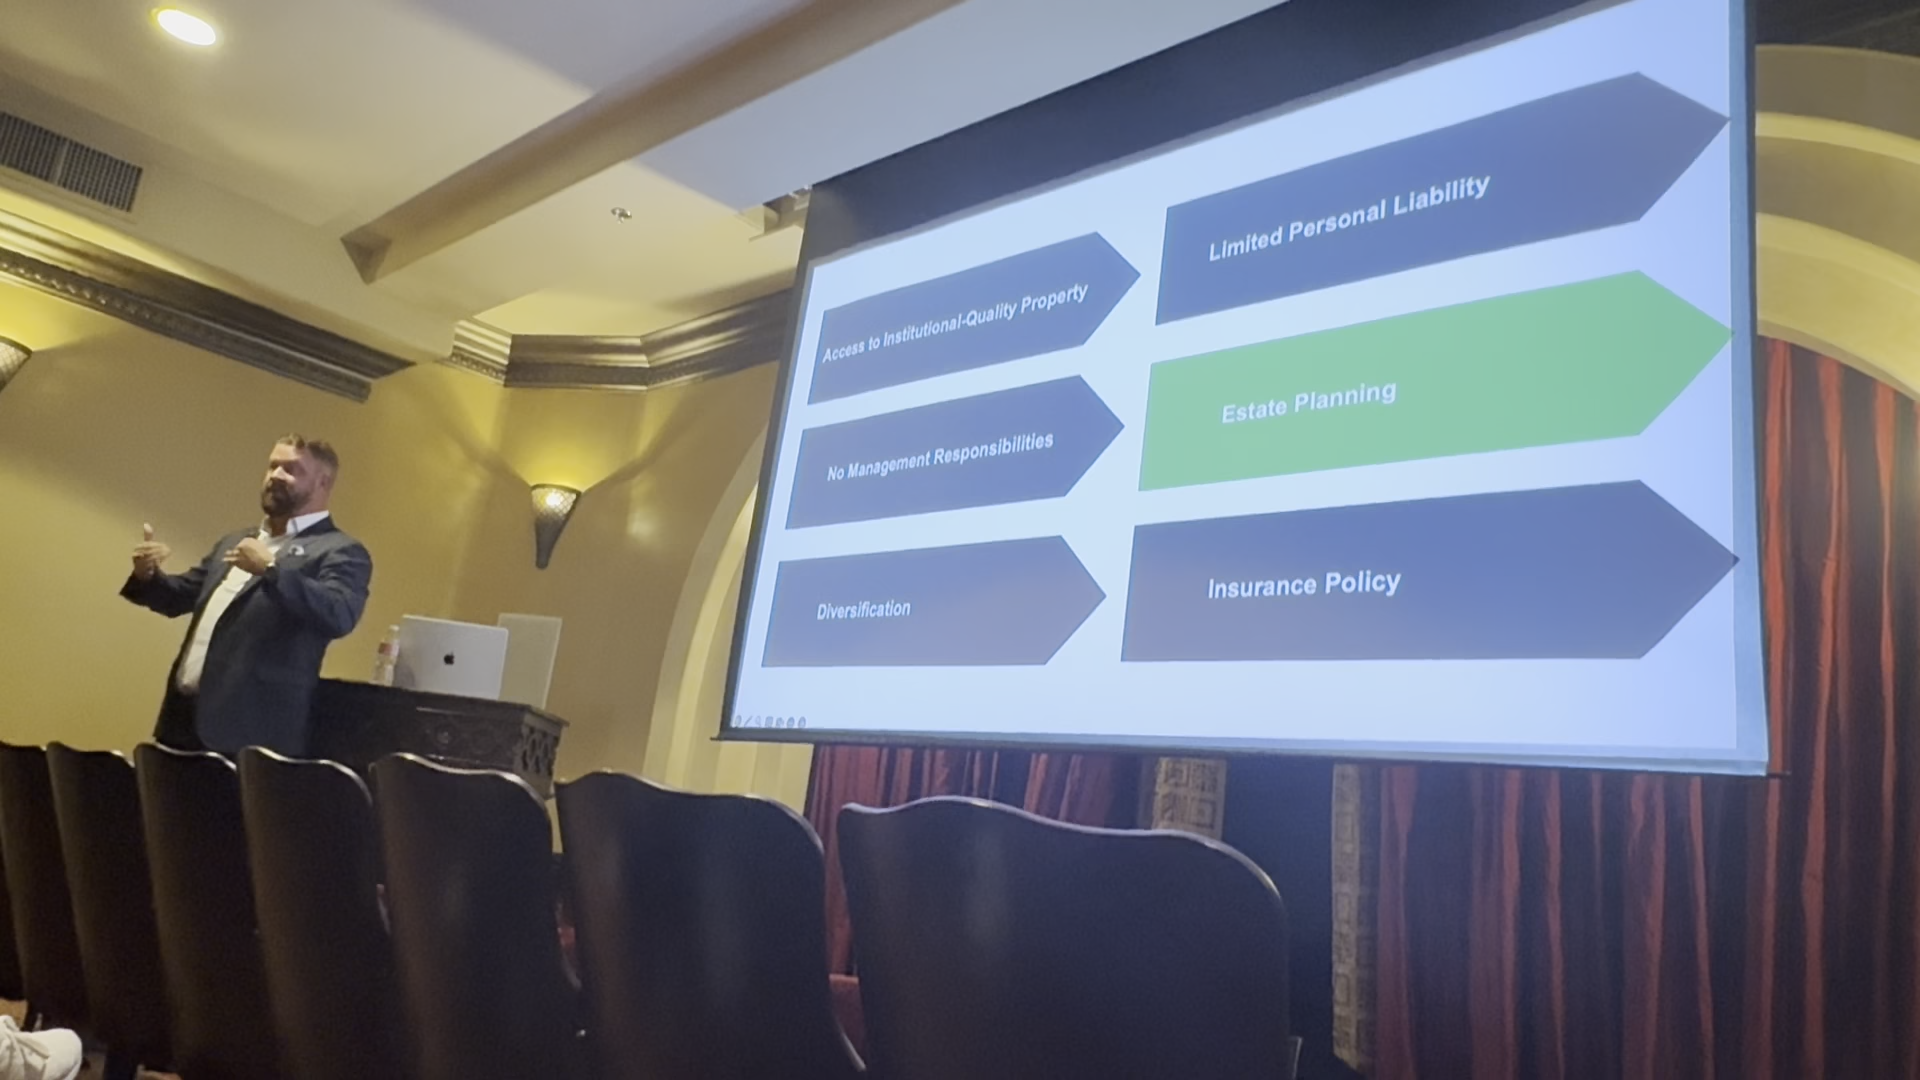 Access to Institutional-Quality Property
No Management Responsibilities
Diversification
Limited Personal Liability
Estate Planning
Insurance Policy